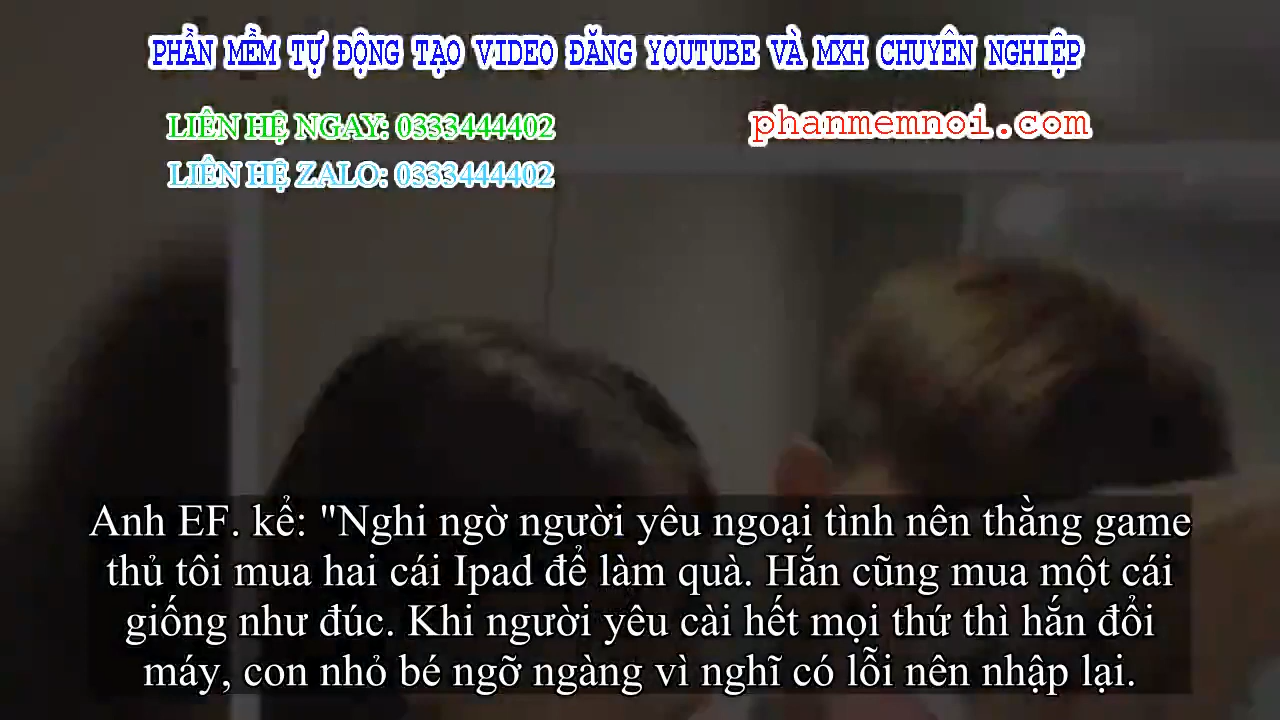 PHẦN MỀM TỰ ĐỘNG TẠO VIDEO ĐĂNG YOUTUBE VÀ MXH CHUYÊN NGHIỆP
LIÊN HỆ NGAY: 0333444402
phanmemnoi.com
LIÊN HỆ ZALO: 0333444402
Anh EF. kể: "Nghi ngờ người yêu ngoại tình nên thằng game
thủ tôi mua hai cái Ipad để làm quà. Hắn cũng mua một cái
giống như đúc. Khi người yêu cài hết mọi thứ thì hắn đổi
máy, con nhỏ bé ngỡ ngàng vì nghĩ có lỗi nên nhập lại.